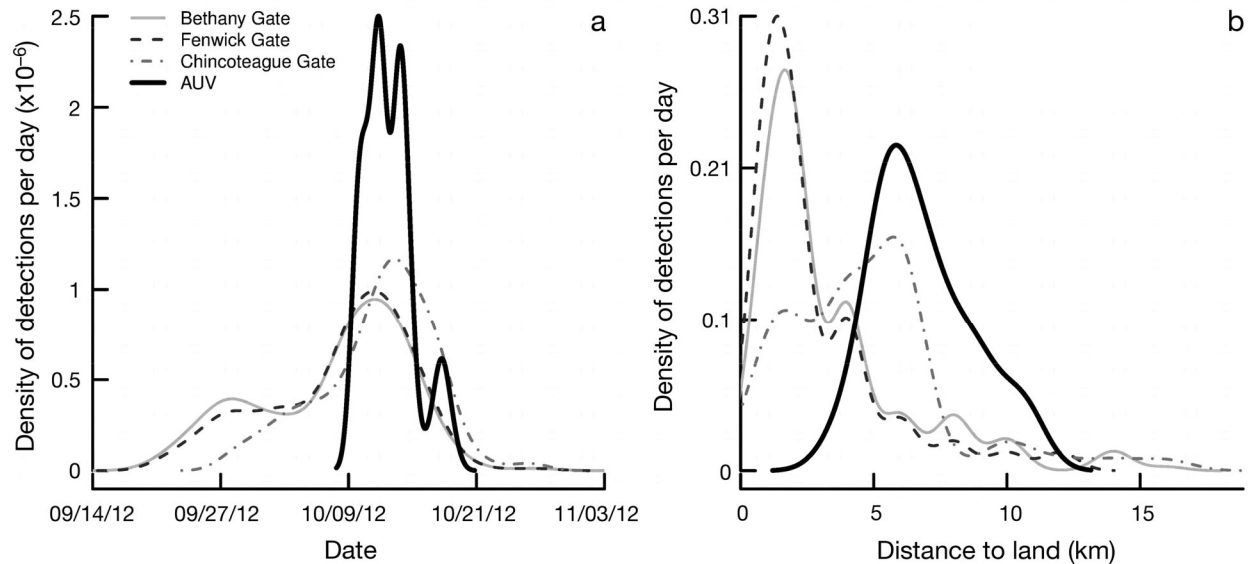 a
Bethany Gate
Fenwick Gate
Chincoteague Gate
AUV
Density of detections per day (x10⁻⁶)
2.5
2
1.5
1
0.5
0
09/14/12 09/27/12 10/09/12 10/21/12 11/03/12
Date
b
Density of detections per day
0.31
0.21
0.1
0
0 5 10 15
Distance to land (km)